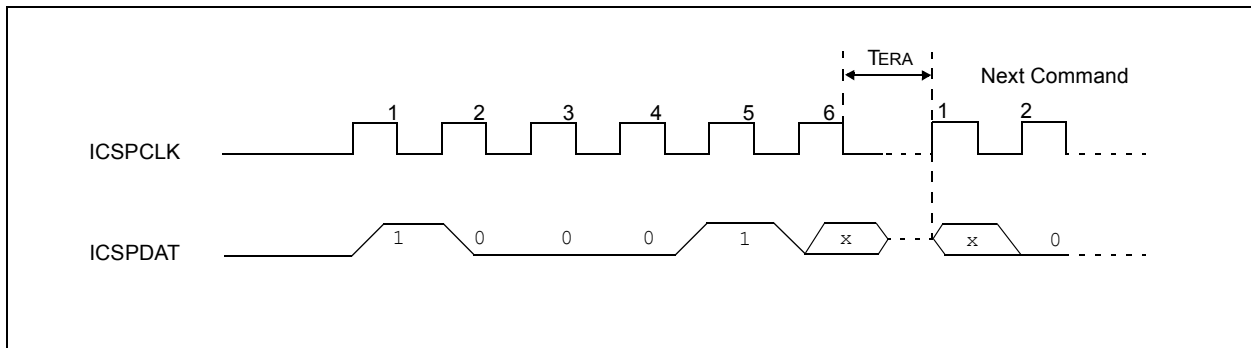 TERA
Next Command
1 2 3 4 5 6 1 2
ICSPCLK
1 0 0 0 1 x x 0
ICSPDAT